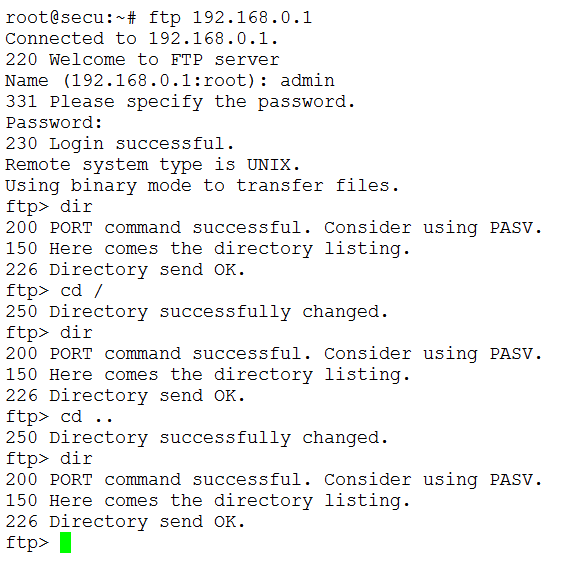 root@secu:~# ftp 192.168.0.1
Connected to 192.168.0.1.
220 Welcome to FTP server
Name (192.168.0.1:root): admin
331 Please specify the password.
Password:
230 Login successful.
Remote system type is UNIX.
Using binary mode to transfer files.
ftp> dir
200 PORT command successful. Consider using PASV.
150 Here comes the directory listing.
226 Directory send OK.
ftp> cd /
250 Directory successfully changed.
ftp> dir
200 PORT command successful. Consider using PASV.
150 Here comes the directory listing.
226 Directory send OK.
ftp> cd ..
250 Directory successfully changed.
ftp> dir
200 PORT command successful. Consider using PASV.
150 Here comes the directory listing.
226 Directory send OK.
ftp>